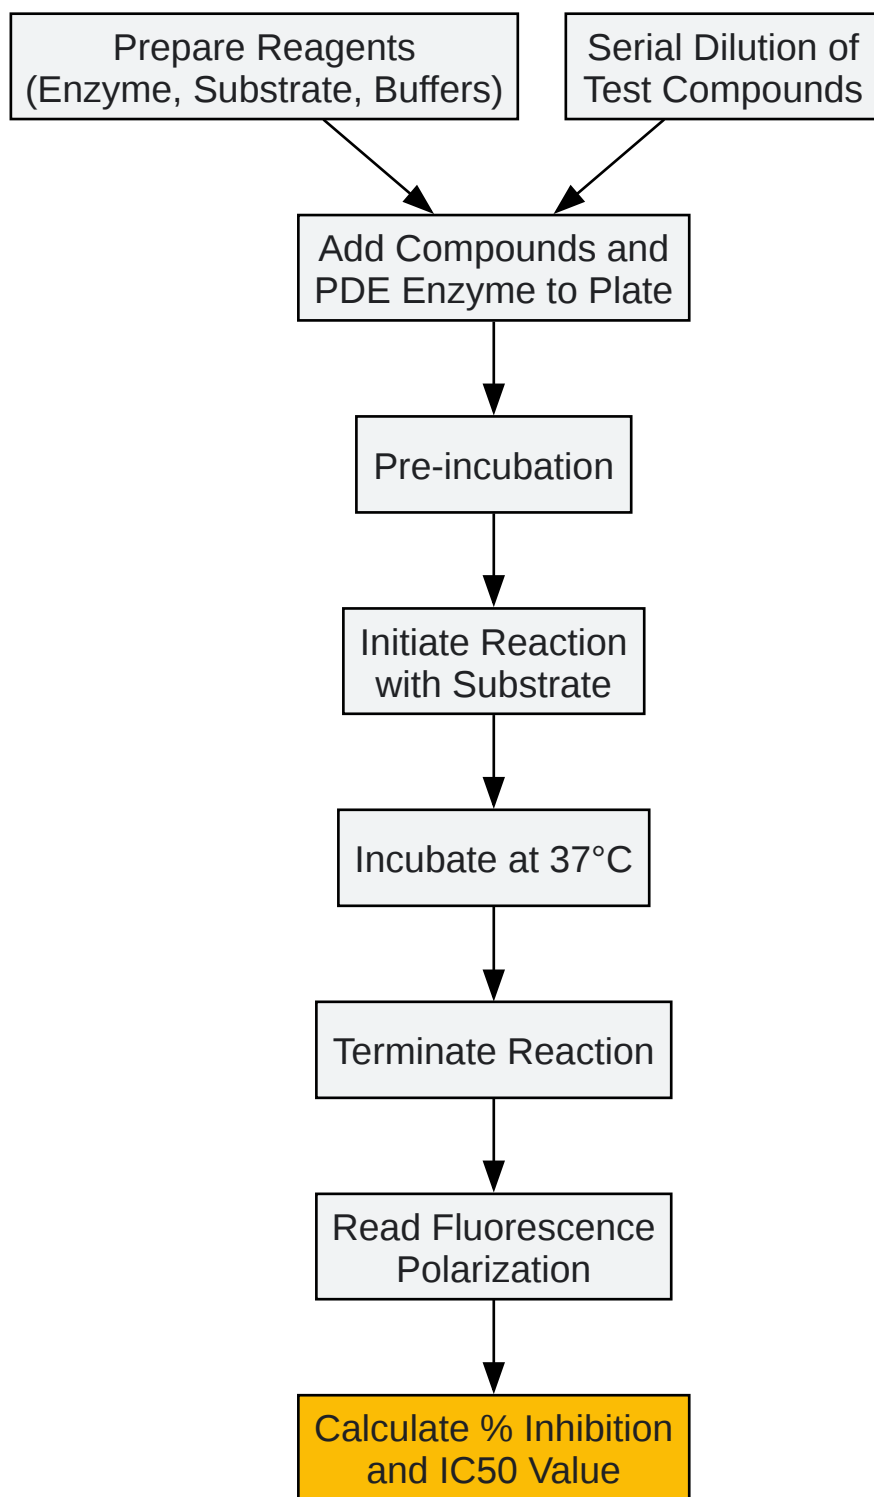 Prepare Reagents
(Enzyme, Substrate, Buffers)
Serial Dilution of
Test Compounds
Add Compounds and
PDE Enzyme to Plate
Pre-incubation
Initiate Reaction
with Substrate
Incubate at 37°C
Terminate Reaction
Read Fluorescence
Polarization
Calculate % Inhibition
and IC50 Value